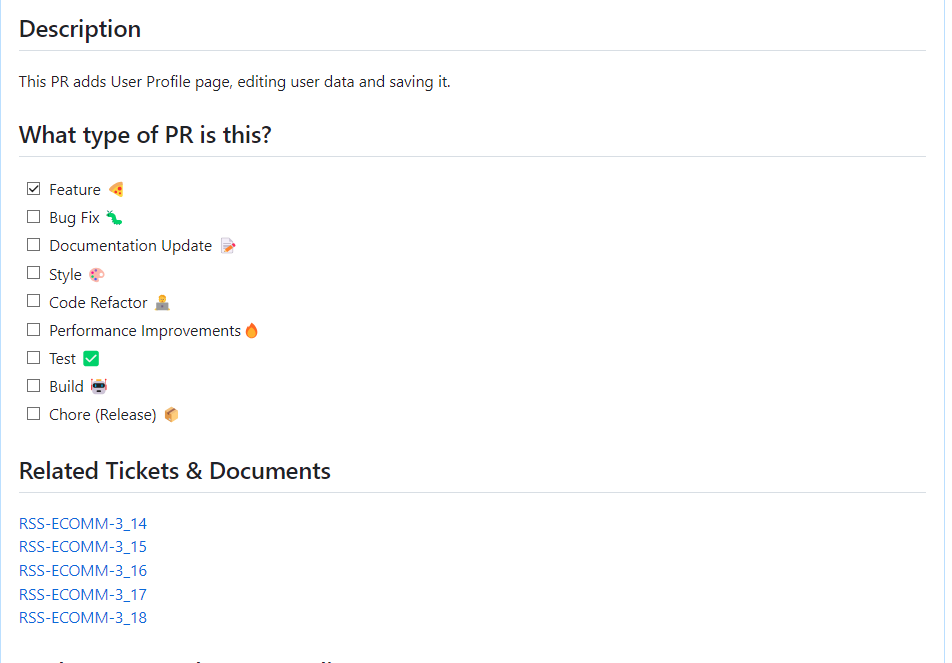 Description
This PR adds User Profile page, editing user data and saving it.
What type of PR is this?
Feature 🍕
Bug Fix 🐛
Documentation Update 📝
Style 🎨
Code Refactor 🧑‍💻
Performance Improvements 🔥
Test ✅
Build 🤖
Chore (Release) 📦
Related Tickets & Documents
RSS-ECOMM-3_14
RSS-ECOMM-3_15
RSS-ECOMM-3_16
RSS-ECOMM-3_17
RSS-ECOMM-3_18